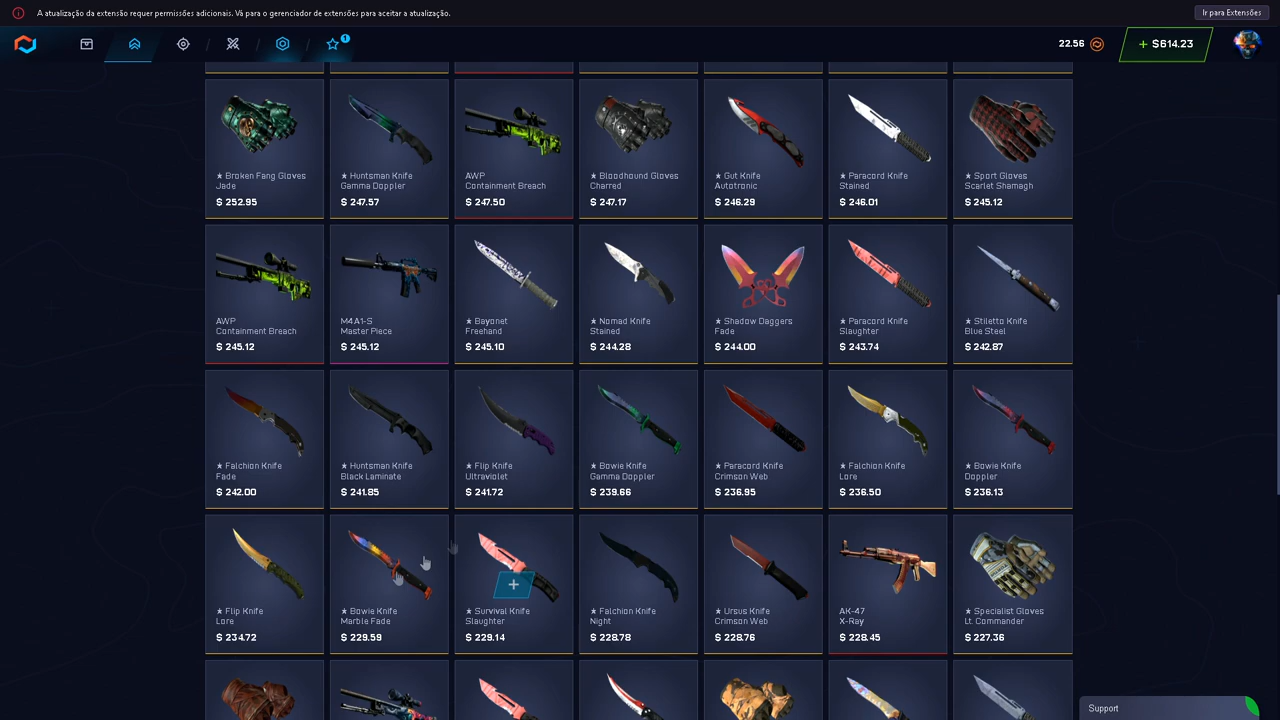 A atualização da extensão requer permissões adicionais. Vá para o gerenciador de extensões para aceitar a atualização.
Ir para Extensões
1
22.56
+ $614.23
★ Broken Fang Gloves
Jade
$ 252.95
★ Huntsman Knife
Gamma Doppler
$ 247.57
AWP
Containment Breach
$ 247.50
★ Bloodhound Gloves
Charred
$ 247.17
★ Gut Knife
Autotronic
$ 246.29
★ Paracord Knife
Stained
$ 246.01
★ Sport Gloves
Scarlet Shamagh
$ 245.12
AWP
Containment Breach
$ 245.12
M4A1-S
Master Piece
$ 245.12
★ Bayonet
Freehand
$ 245.10
★ Nomad Knife
Stained
$ 244.28
★ Shadow Daggers
Fade
$ 244.00
★ Paracord Knife
Slaughter
$ 243.74
★ Stiletto Knife
Blue Steel
$ 242.87
★ Falchion Knife
Fade
$ 242.00
★ Huntsman Knife
Black Laminate
$ 241.85
★ Flip Knife
Ultraviolet
$ 241.72
★ Bowie Knife
Gamma Doppler
$ 239.66
★ Paracord Knife
Crimson Web
$ 236.95
★ Falchion Knife
Lore
$ 236.50
★ Bowie Knife
Doppler
$ 236.13
★ Flip Knife
Lore
$ 234.72
★ Bowie Knife
Marble Fade
$ 229.59
+
★ Survival Knife
Slaughter
$ 229.14
★ Falchion Knife
Night
$ 228.78
★ Ursus Knife
Crimson Web
$ 228.76
AK-47
X-Ray
$ 228.45
★ Specialist Gloves
Lt. Commander
$ 227.36
Support